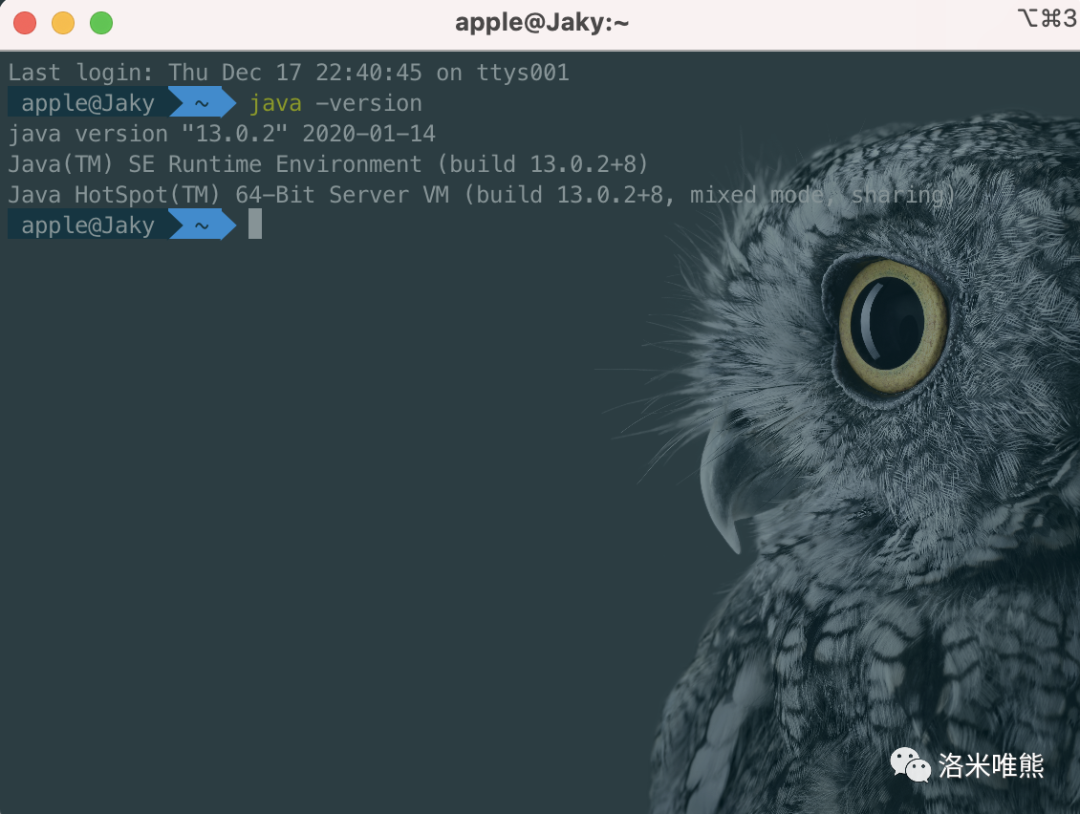 apple@Jaky:~
⌥⌘3
Last login: Thu Dec 17 22:40:45 on ttys001
apple@Jaky ~ java -version
java version "13.0.2" 2020-01-14
Java(TM) SE Runtime Environment (build 13.0.2+8)
Java HotSpot(TM) 64-Bit Server VM (build 13.0.2+8, mixed mode, sharing)
apple@Jaky ~
洛米唯熊